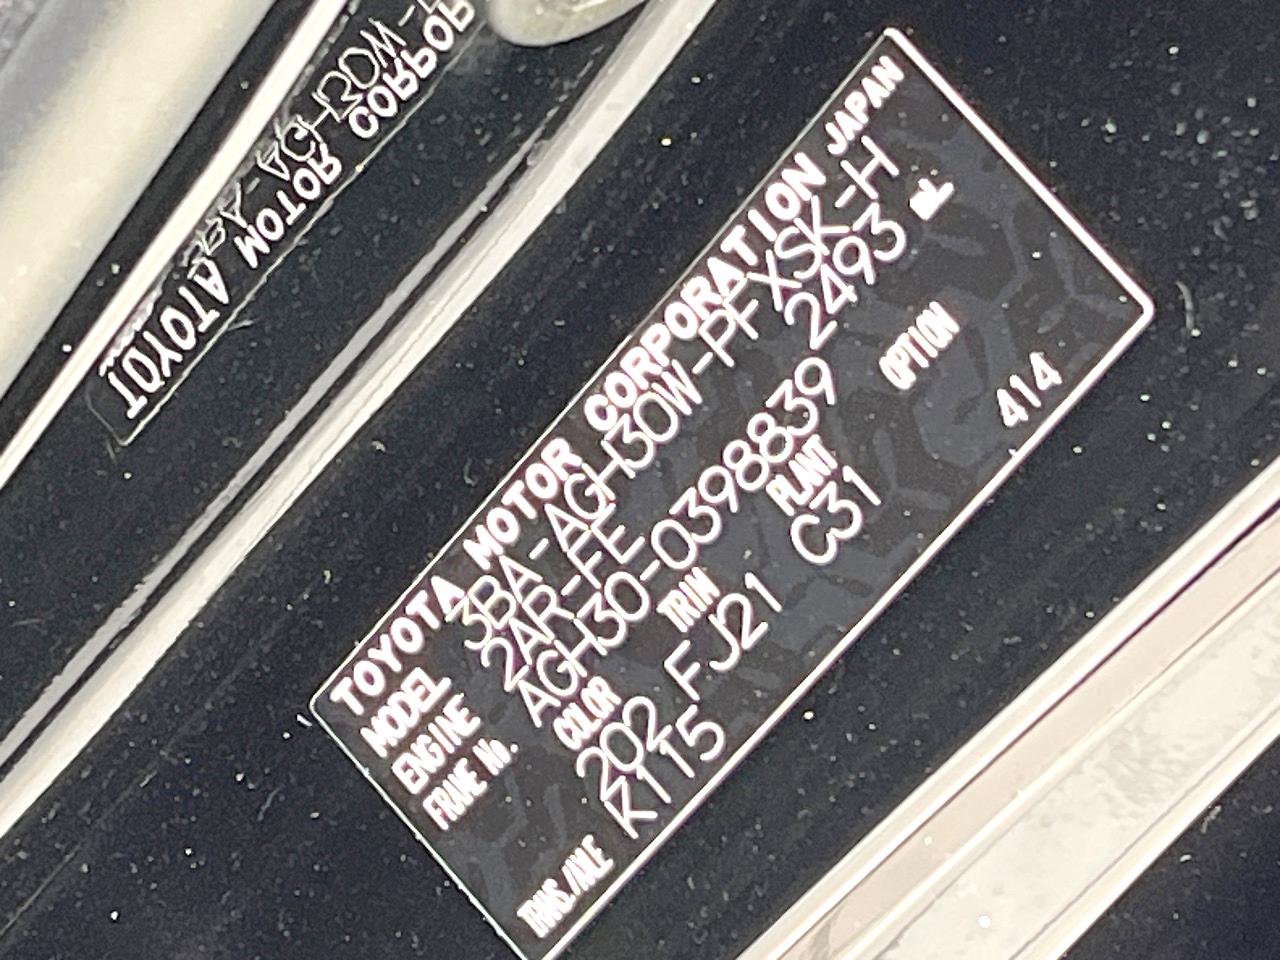 TOYOTA MOTOR CORPORATION JAPAN
MODEL 3BA-AGH30W-PFXSK-H
ENGINE 2AR-FE 2493 mL
FRAME No. AGH30-0398839
COLOR TRIM PLANT OPTION
202 FJ21 C31 414
TRANS./AXLE K115
TOYOTA MOTOR CORPOR